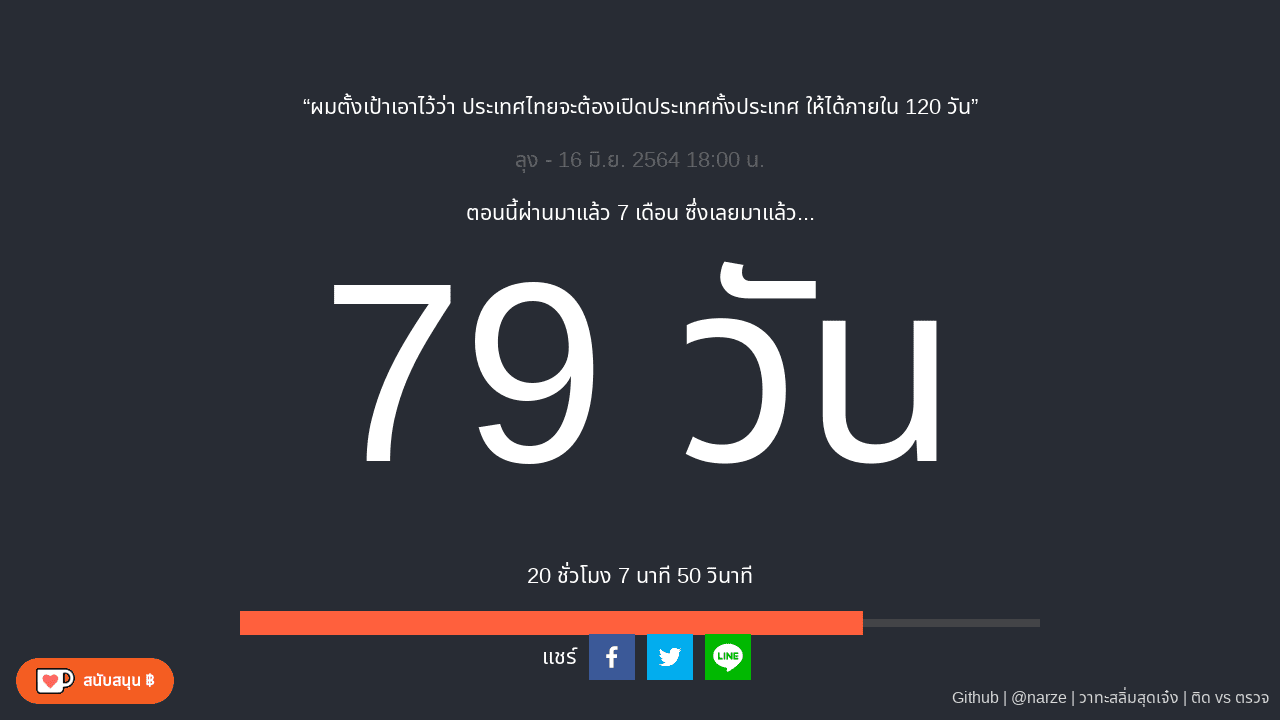 “ผมตั้งเป้าเอาไว้ว่า ประเทศไทยจะต้องเปิดประเทศทั้งประเทศ ให้ได้ภายใน 120 วัน”
ลุง - 16 มิ.ย. 2564 18:00 น.
ตอนนี้ผ่านมาแล้ว 7 เดือน ซึ่งเลยมาแล้ว...
79 วัน
20 ชั่วโมง 7 นาที 50 วินาที
แชร์
LINE
สนับสนุน ฿
Github | @narze | วาทะสลิ่มสุดเจ๋ง | ติด vs ตรวจ